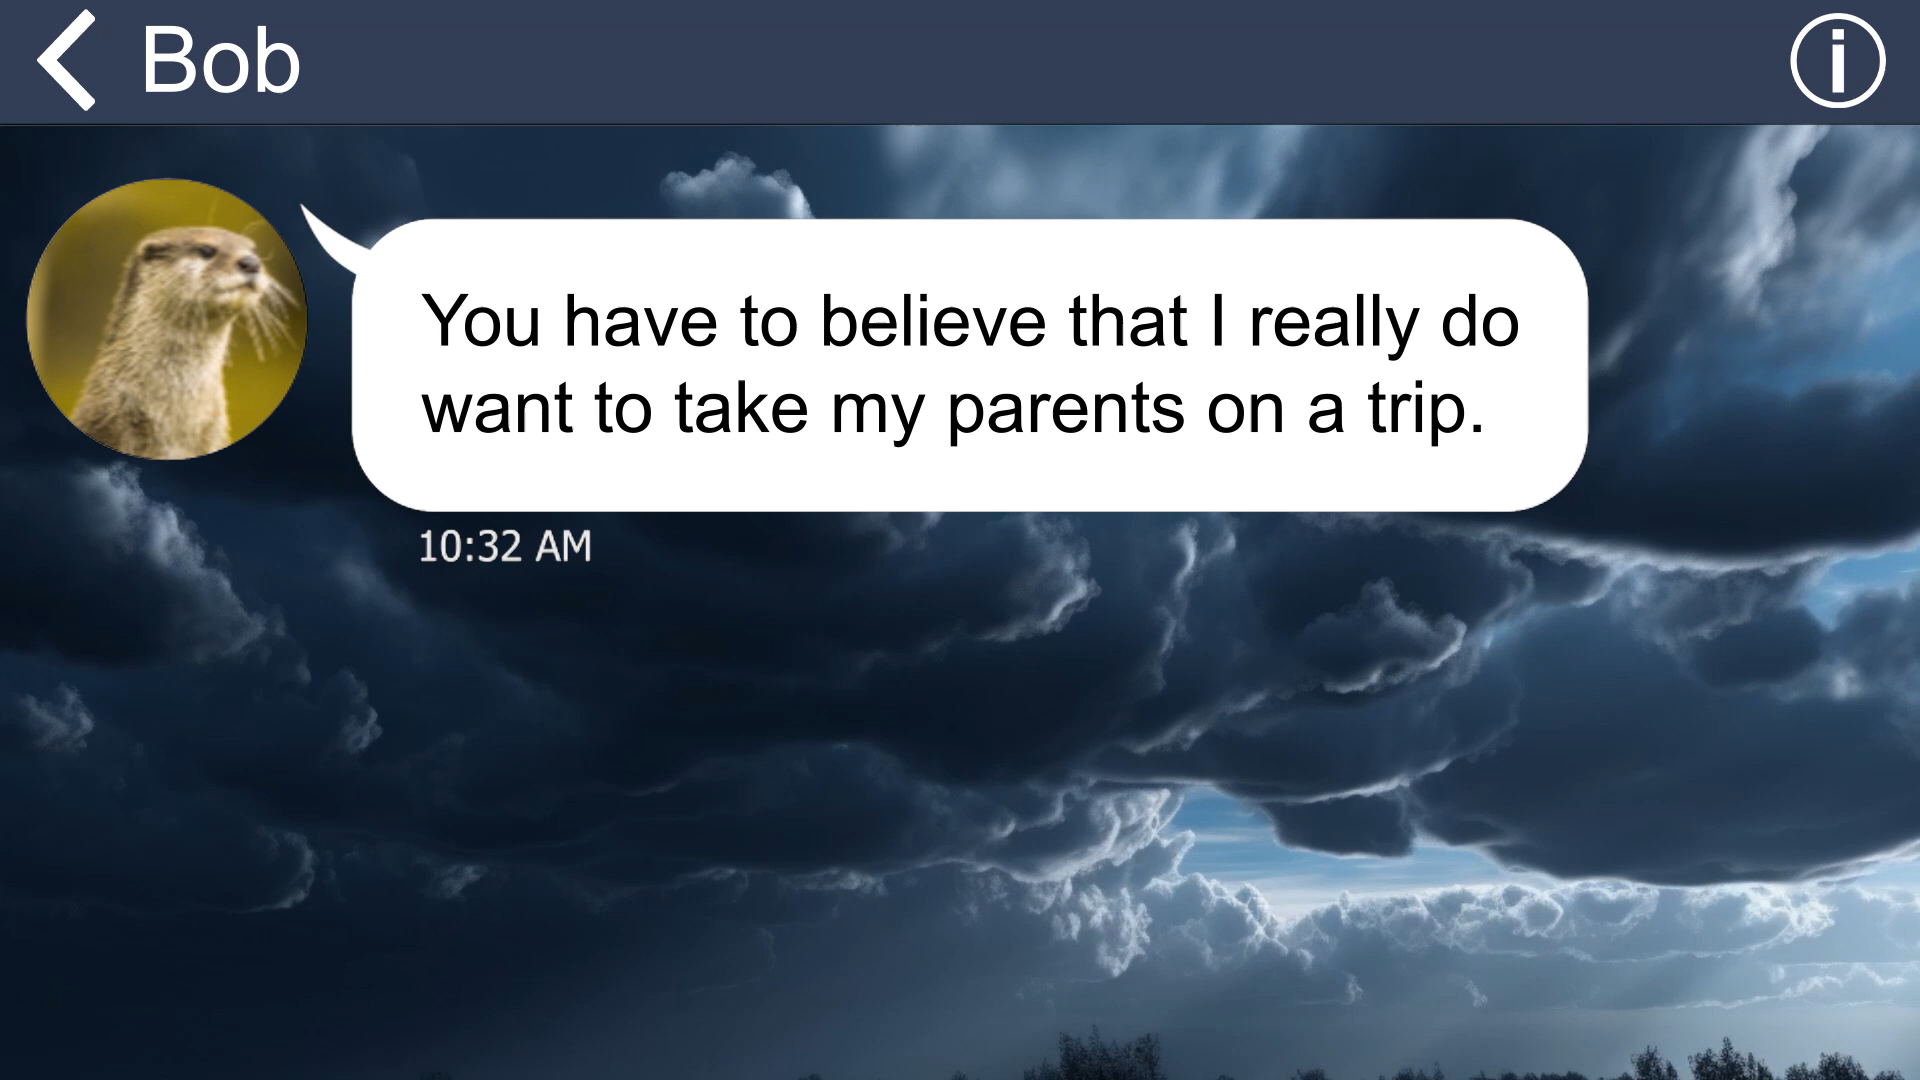 Bob
You have to believe that I really do
want to take my parents on a trip.
10:32 AM